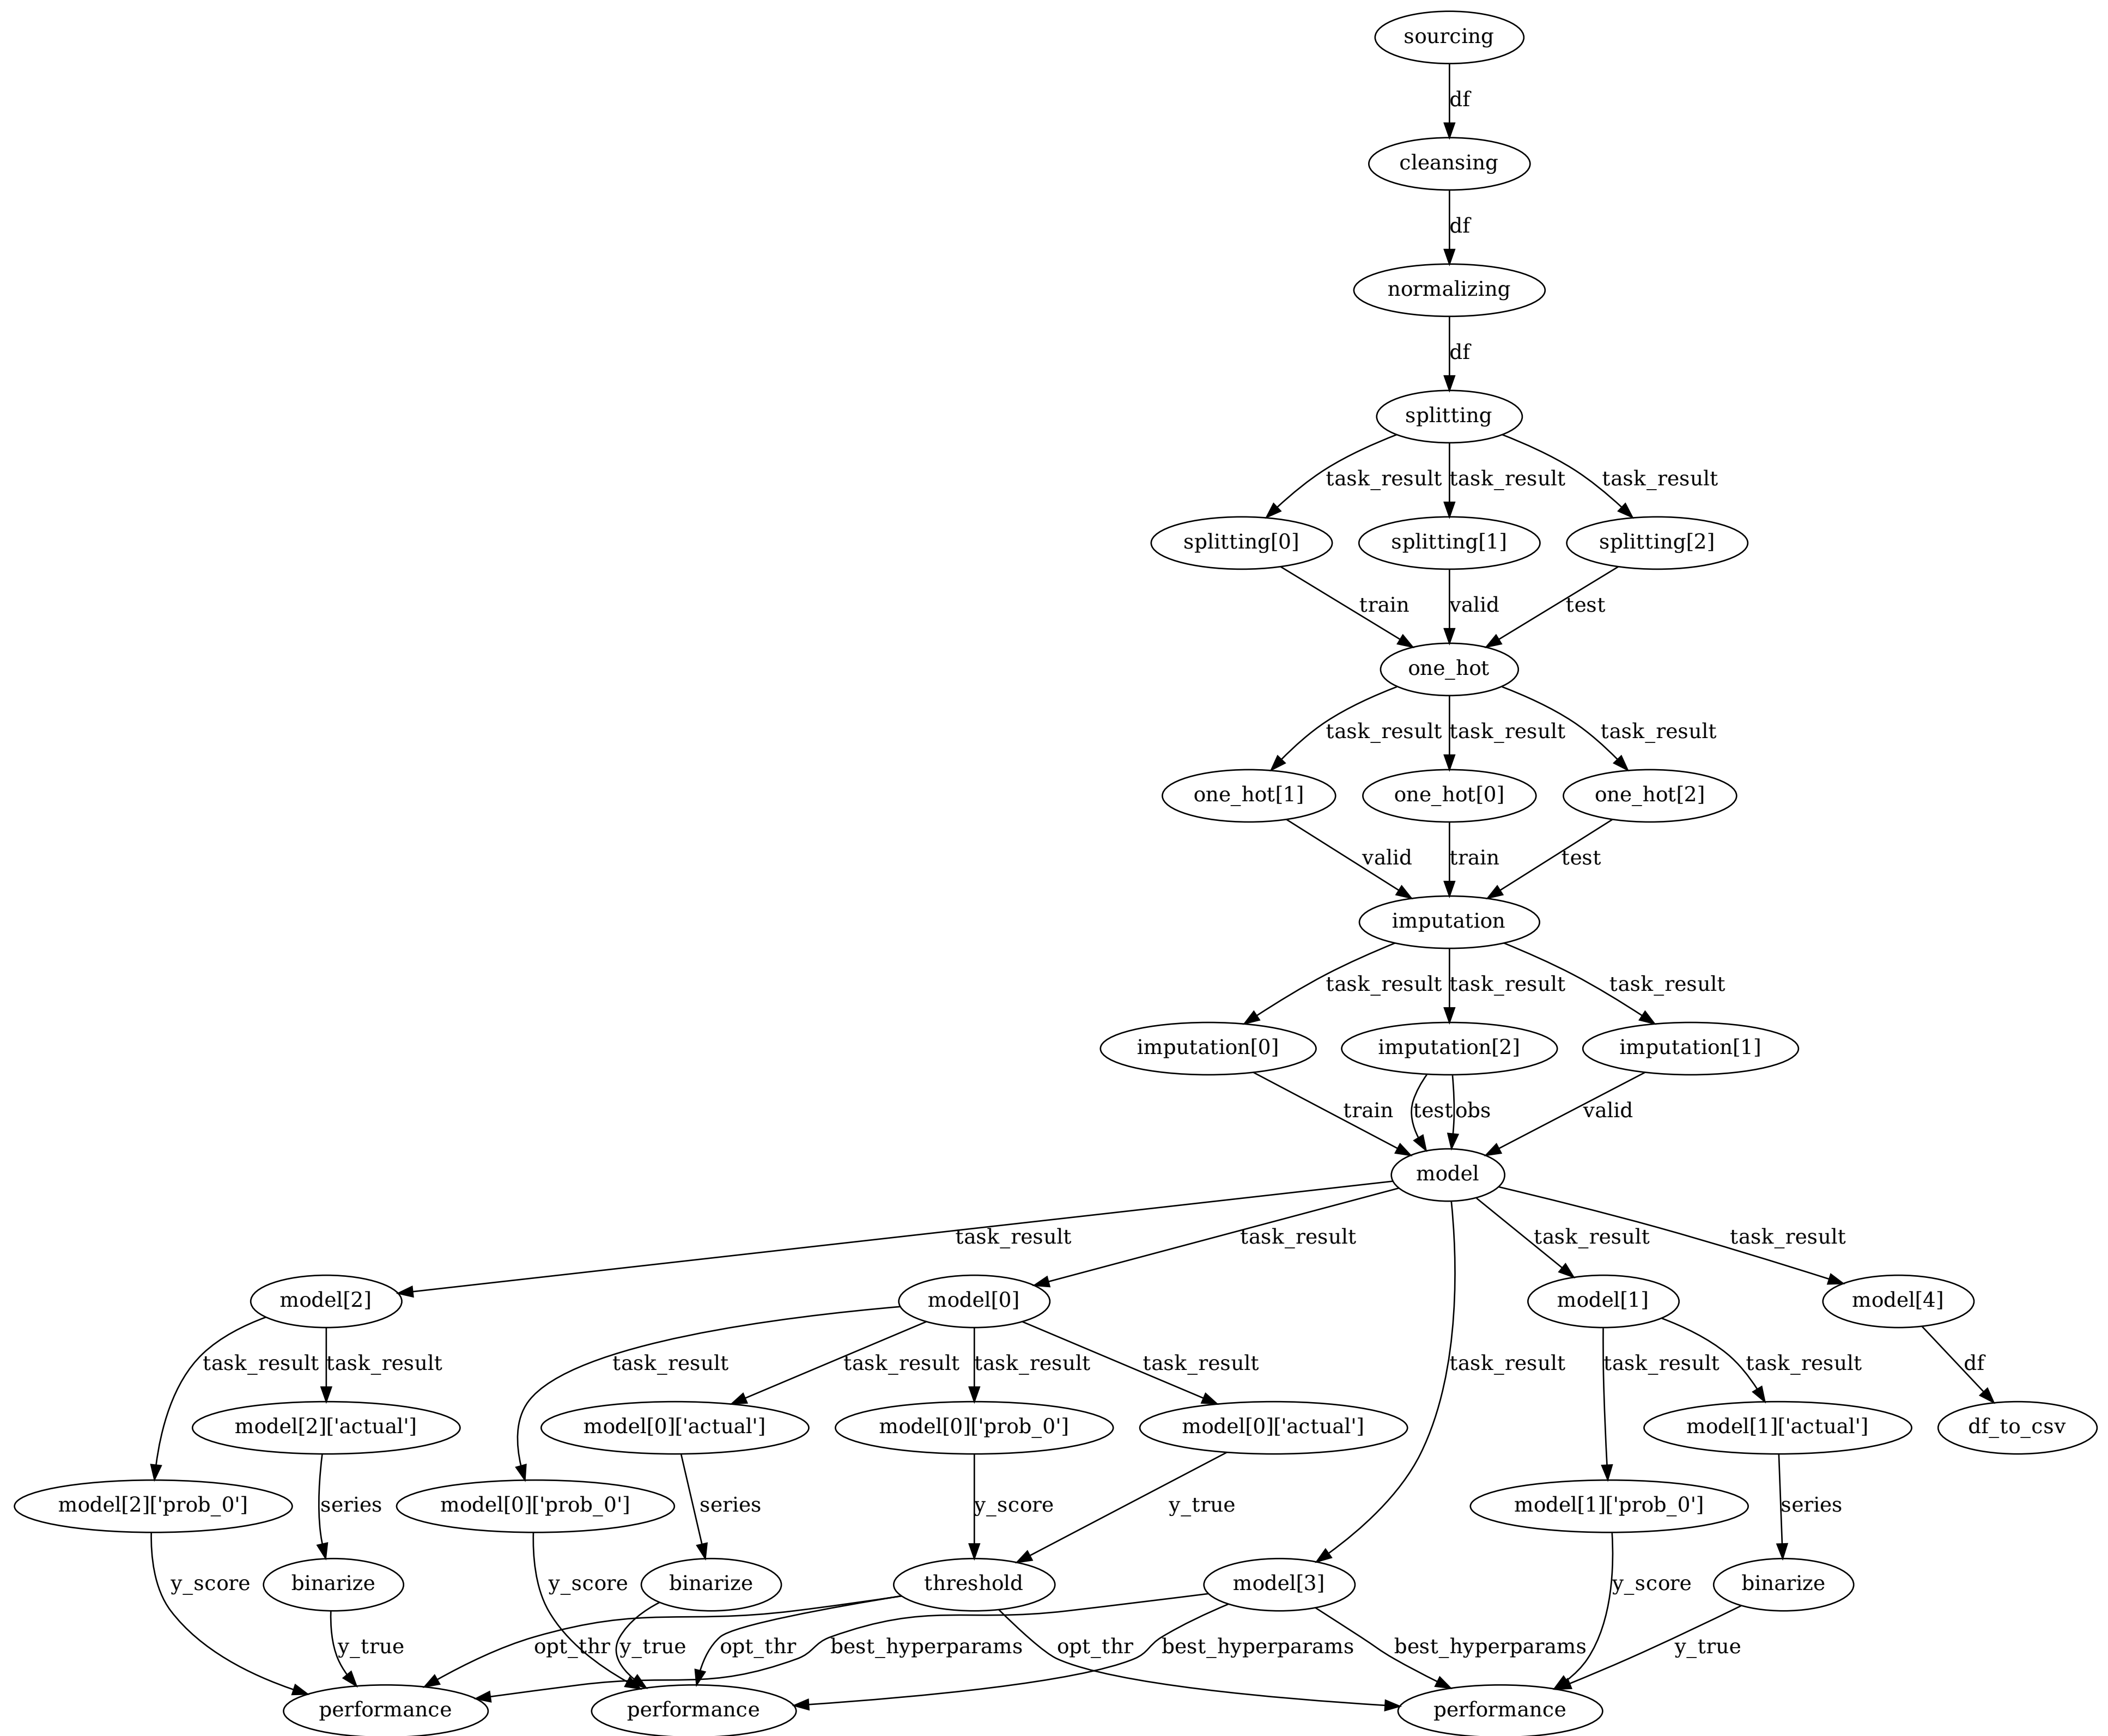 sourcing
df
cleansing
df
normalizing
df
splitting
task_result task_result task_result
splitting[0] splitting[1] splitting[2]
train valid test
one_hot
task_result task_result task_result
one_hot[1] one_hot[0] one_hot[2]
valid train test
imputation
task_result task_result task_result
imputation[0] imputation[2] imputation[1]
train test obs valid
model
task_result task_result task_result task_result
model[2] model[0] model[1] model[4]
task_result task_result task_result task_result task_result task_result task_result task_result task_result df
model[2]['actual'] model[0]['actual'] model[0]['prob_0'] model[0]['actual'] model[1]['actual'] df_to_csv
model[2]['prob_0'] series model[0]['prob_0'] series y_score y_true model[1]['prob_0'] series
y_score binarize y_score binarize threshold model[3] y_score binarize
y_true opt_thr y_true opt_thr best_hyperparams opt_thr best_hyperparams best_hyperparams y_true
performance performance performance